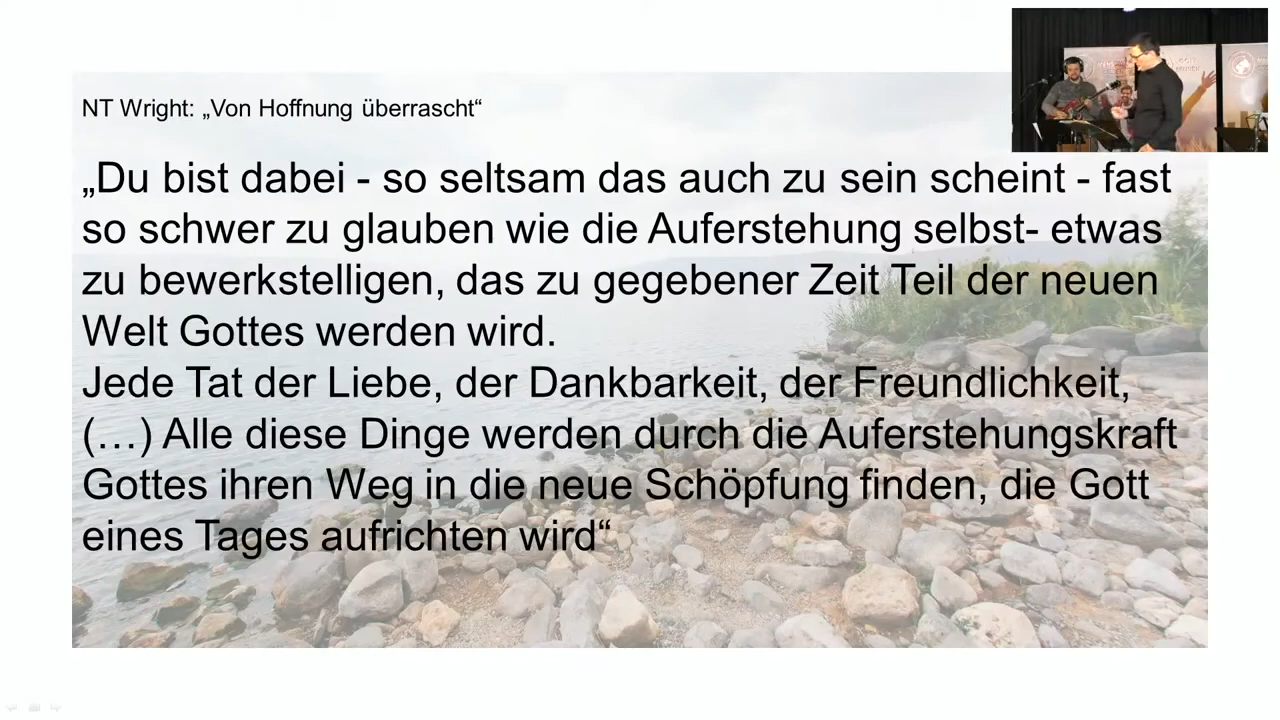 NT Wright: „Von Hoffnung überrascht“
„Du bist dabei - so seltsam das auch zu sein scheint - fast
so schwer zu glauben wie die Auferstehung selbst- etwas
zu bewerkstelligen, das zu gegebener Zeit Teil der neuen
Welt Gottes werden wird.
Jede Tat der Liebe, der Dankbarkeit, der Freundlichkeit,
(…) Alle diese Dinge werden durch die Auferstehungskraft
Gottes ihren Weg in die neue Schöpfung finden, die Gott
eines Tages aufrichten wird“